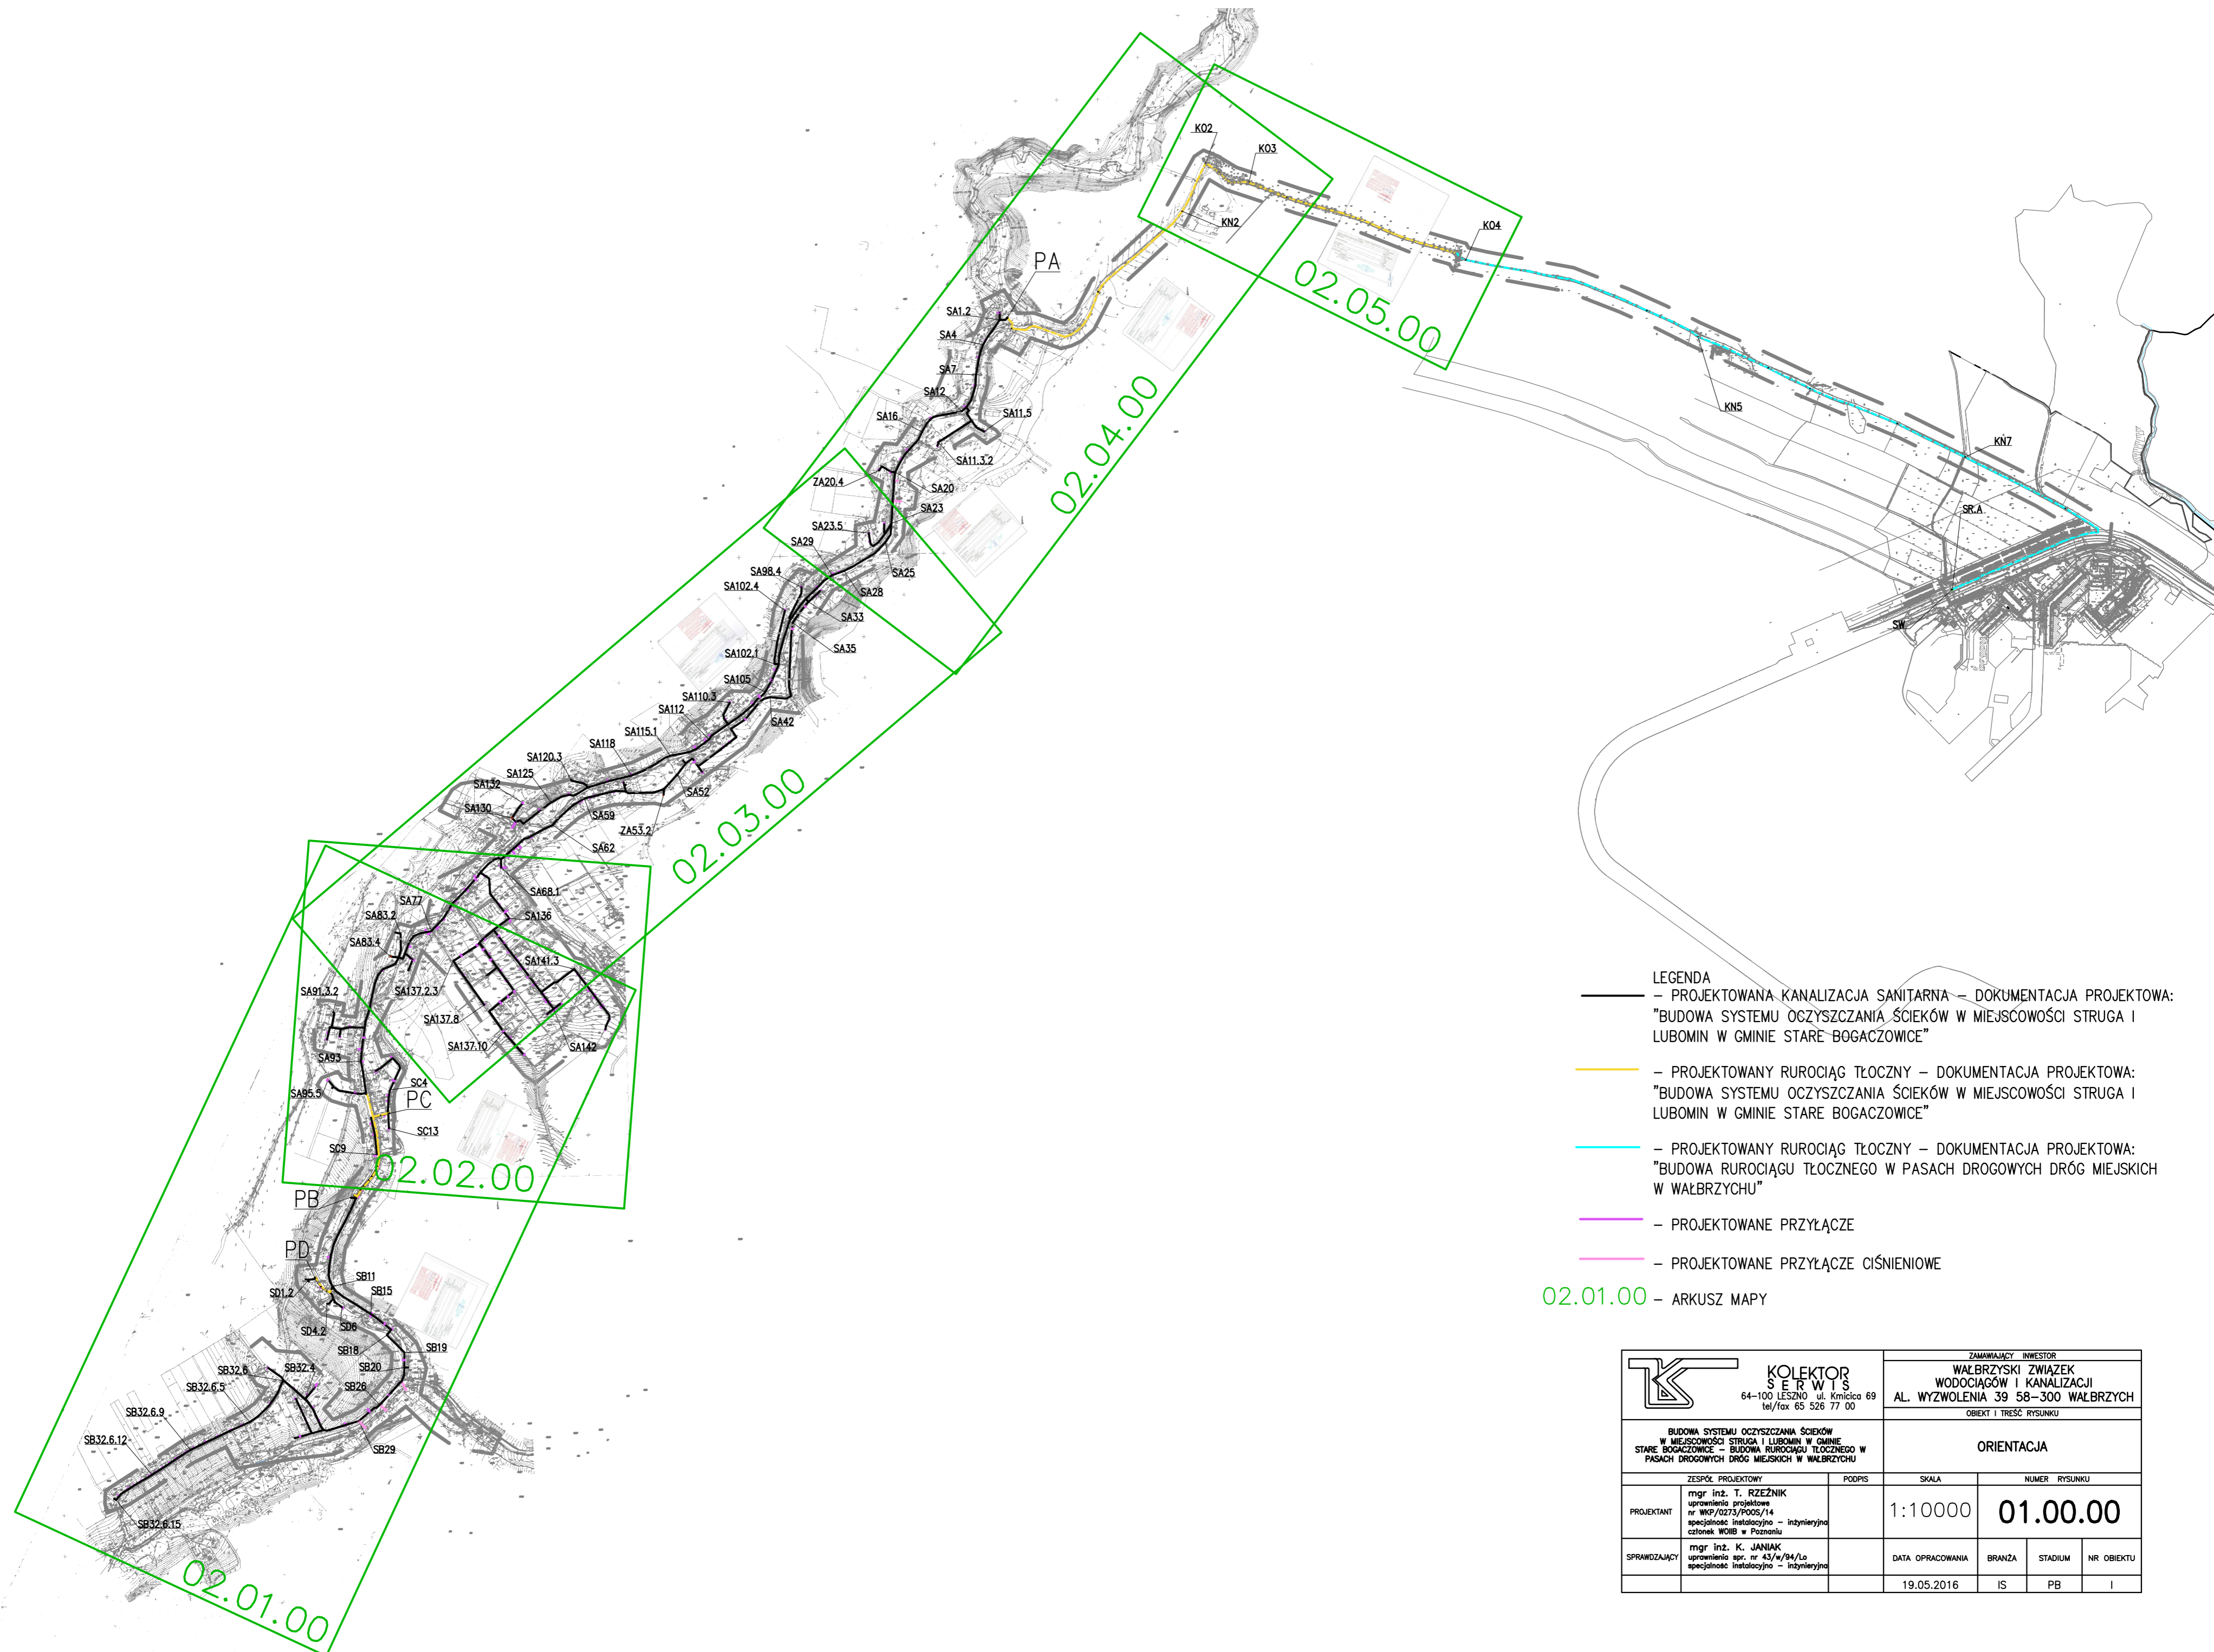 KO2
KO3
KN2
KO4
PA
02.05.00
SA1.2
SA4
SA7
SA12
SA16
SA11.5
SA11.3.2
KN5
KN7
02.04.00
ZA20.4
SA20
SA23
SA23.5
SR.A
SA29
SA25
SA98.4
SA28
SA102.4
SA33
SW
SA35
SA102.1
SA105
SA110.3
SA112
SA42
SA115.1
SA118
SA120.3
SA125
SA132
SA52
SA130
SA59
ZA53.2
SA62
02.03.00
SA68.1
SA77
SA136
SA83.2
SA83.4
SA141.3
SA91.3.2
SA137.2.3
SA137.8
SA137.10
SA142
SA93
SC4
SA95.5
PC
SC13
SC9
02.02.00
PB
PD
SB11
SD1.2
SB15
SD4.2
SD6
SB18
SB19
SB20
SB32.6
SB32.4
SB26
SB32.6.5
SB32.6.9
SB32.6.12
SB29
SB32.6.15
02.01.00
LEGENDA
– PROJEKTOWANA KANALIZACJA SANITARNA – DOKUMENTACJA PROJEKTOWA:
"BUDOWA SYSTEMU OCZYSZCZANIA ŚCIEKÓW W MIEJSCOWOŚCI STRUGA I
LUBOMIN W GMINIE STARE BOGACZOWICE"
– PROJEKTOWANY RUROCIĄG TŁOCZNY – DOKUMENTACJA PROJEKTOWA:
"BUDOWA SYSTEMU OCZYSZCZANIA ŚCIEKÓW W MIEJSCOWOŚCI STRUGA I
LUBOMIN W GMINIE STARE BOGACZOWICE"
– PROJEKTOWANY RUROCIĄG TŁOCZNY – DOKUMENTACJA PROJEKTOWA:
"BUDOWA RUROCIĄGU TŁOCZNEGO W PASACH DROGOWYCH DRÓG MIEJSKICH
W WAŁBRZYCHU"
– PROJEKTOWANE PRZYŁĄCZE
– PROJEKTOWANE PRZYŁĄCZE CIŚNIENIOWE
02.01.00 – ARKUSZ MAPY
KOLEKTOR
SERWIS
64–100 LESZNO ul. Kmicica 69
tel/fax 65 526 77 00
ZAMAWIAJĄCY INWESTOR
WAŁBRZYSKI ZWIĄZEK
WODOCIĄGÓW I KANALIZACJI
AL. WYZWOLENIA 39 58–300 WAŁBRZYCH
OBIEKT I TREŚĆ RYSUNKU
BUDOWA SYSTEMU OCZYSZCZANIA ŚCIEKÓW
W MIEJSCOWOŚCI STRUGA I LUBOMIN W GMINIE
STARE BOGACZOWICE – BUDOWA RUROCIĄGU TŁOCZNEGO W
PASACH DROGOWYCH DRÓG MIEJSKICH W WAŁBRZYCHU
ORIENTACJA
ZESPÓŁ PROJEKTOWY PODPIS SKALA NUMER RYSUNKU
PROJEKTANT
mgr inż. T. RZEŹNIK
uprawnienia projektowe
nr WKP/0273/POOS/14
specjalność instalacyjno – inżynieryjna
członek WOIIB w Poznaniu
1:10000
01.00.00
SPRAWDZAJĄCY
mgr inż. K. JANIAK
uprawnienia spr. nr 43/w/94/Lo
specjalność instalacyjno – inżynieryjna
DATA OPRACOWANIA BRANŻA STADIUM NR OBIEKTU
19.05.2016 IS PB I